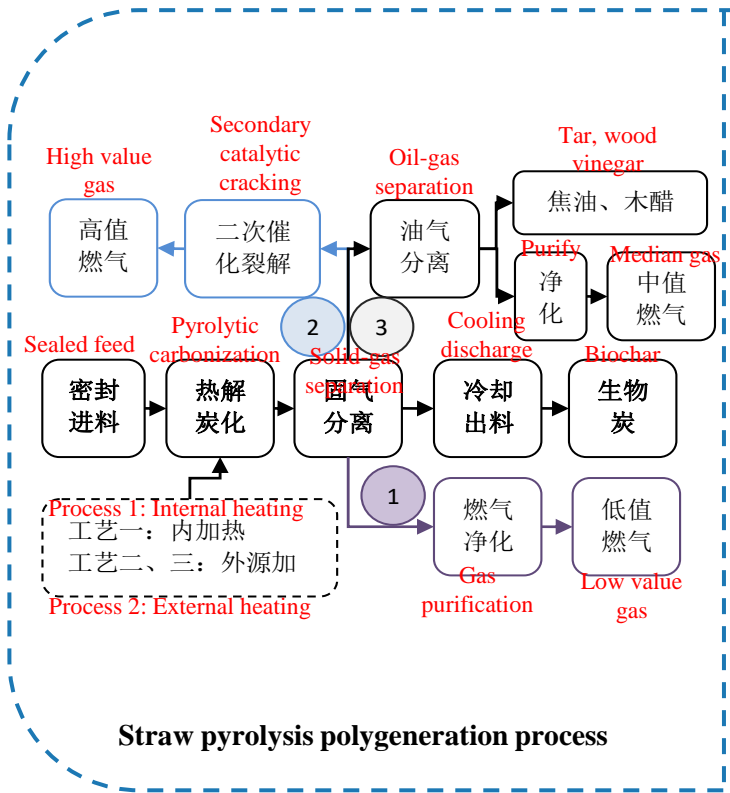 Secondary
catalytic
cracking
High value
gas
Oil-gas
separation
Tar, wood
vinegar
高值
燃气
二次催
化裂解
油气
分离
焦油、木醋
Purify
净
化
Median gas
中值
燃气
2
3
Sealed feed
Pyrolytic
carbonization
Solid-gas
separation
Cooling
discharge
Biochar
密封
进料
热解
炭化
固气
分离
冷却
出料
生物
炭
1
Process 1: Internal heating
工艺一：内加热
工艺二、三：外源加
Process 2: External heating
燃气
净化
Gas
purification
低值
燃气
Low value
gas
Straw pyrolysis polygeneration process